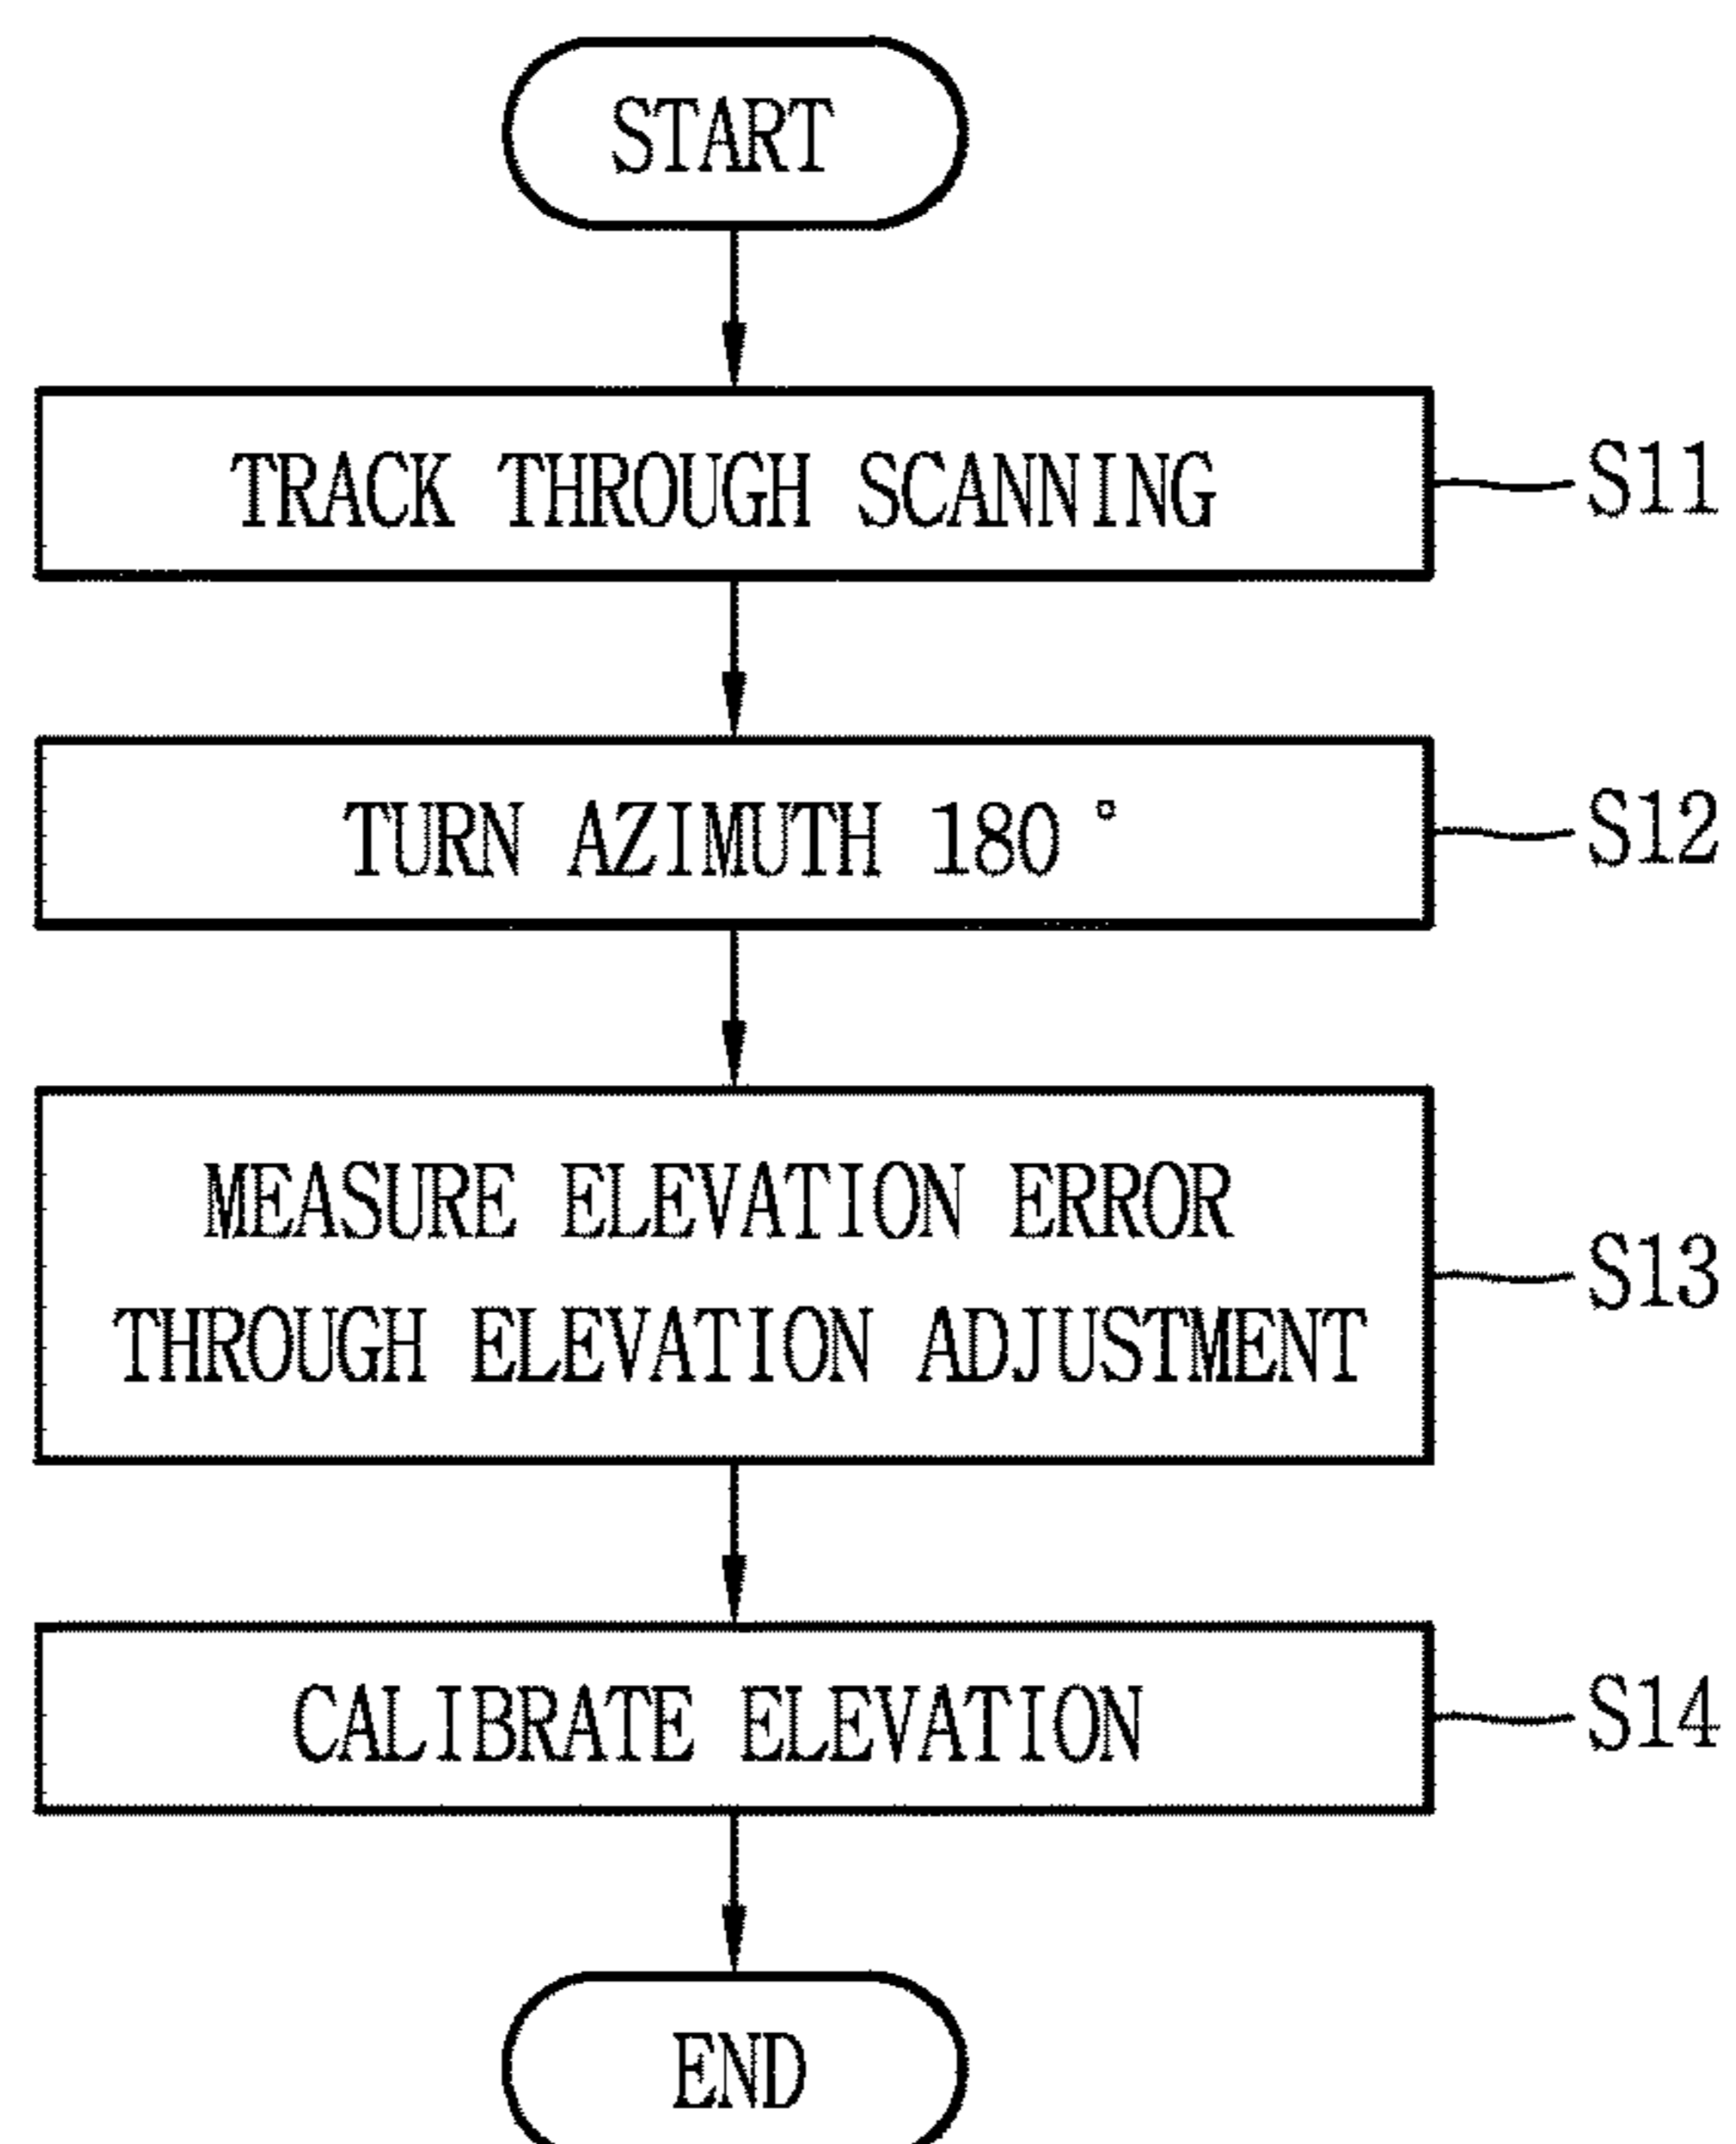 START
TRACK THROUGH SCANNING
S11
TURN AZIMUTH 180°
S12
MEASURE ELEVATION ERROR
THROUGH ELEVATION ADJUSTMENT
S13
CALIBRATE ELEVATION
S14
END